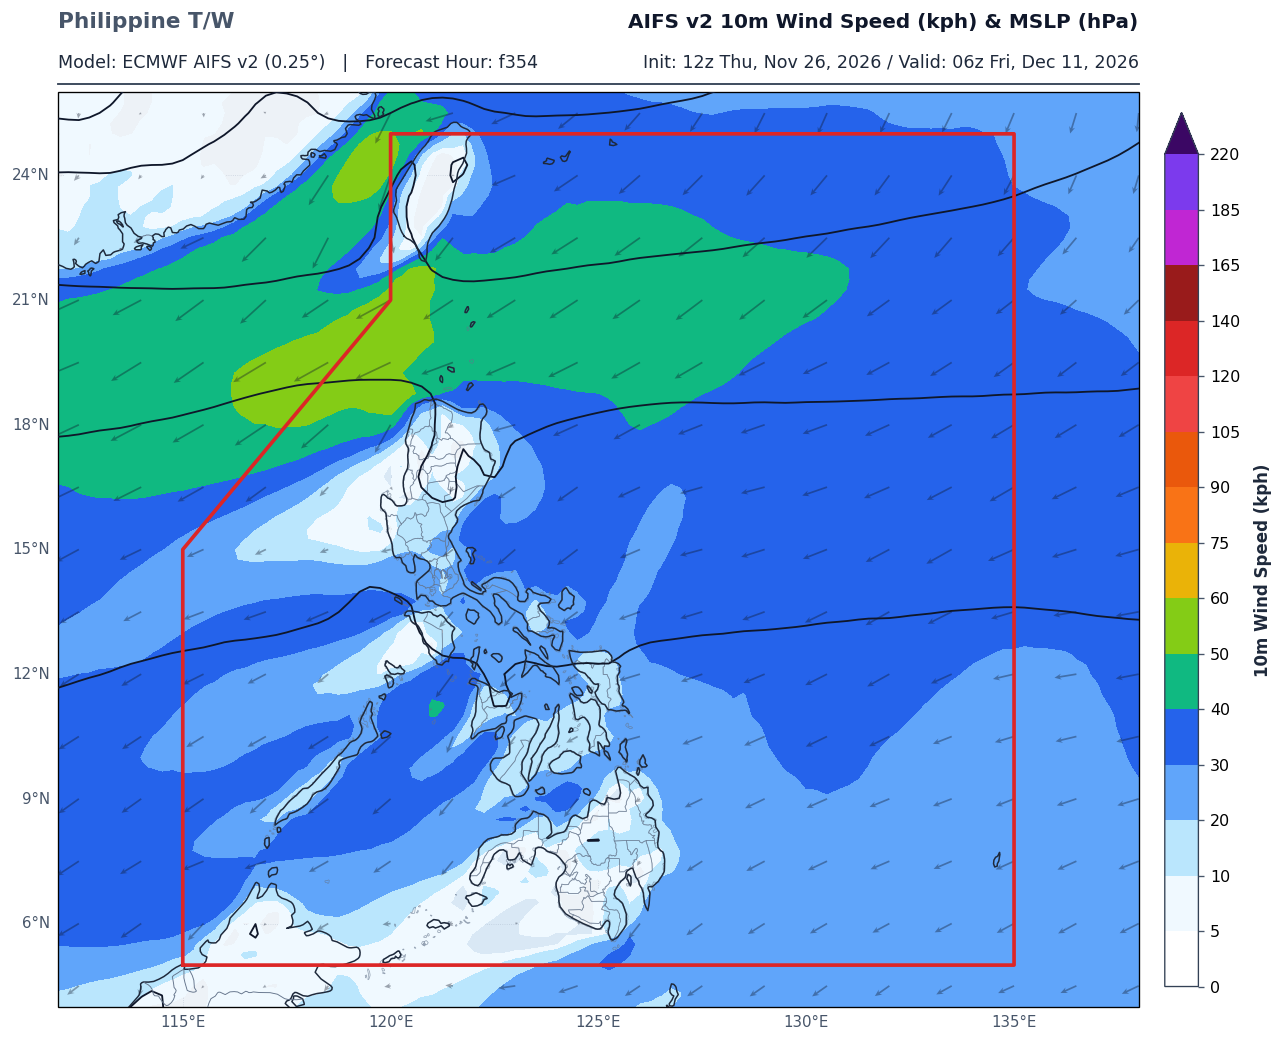 Philippine T/W
AIFS v2 10m Wind Speed (kph) & MSLP (hPa)
Model: ECMWF AIFS v2 (0.25°) | Forecast Hour: f354
Init: 12z Thu, Nov 26, 2026 / Valid: 06z Fri, Dec 11, 2026
24°N
21°N
18°N
15°N
12°N
9°N
6°N
115°E
120°E
125°E
130°E
135°E
220
185
165
140
120
105
90
75
60
50
40
30
20
10
5
0
10m Wind Speed (kph)